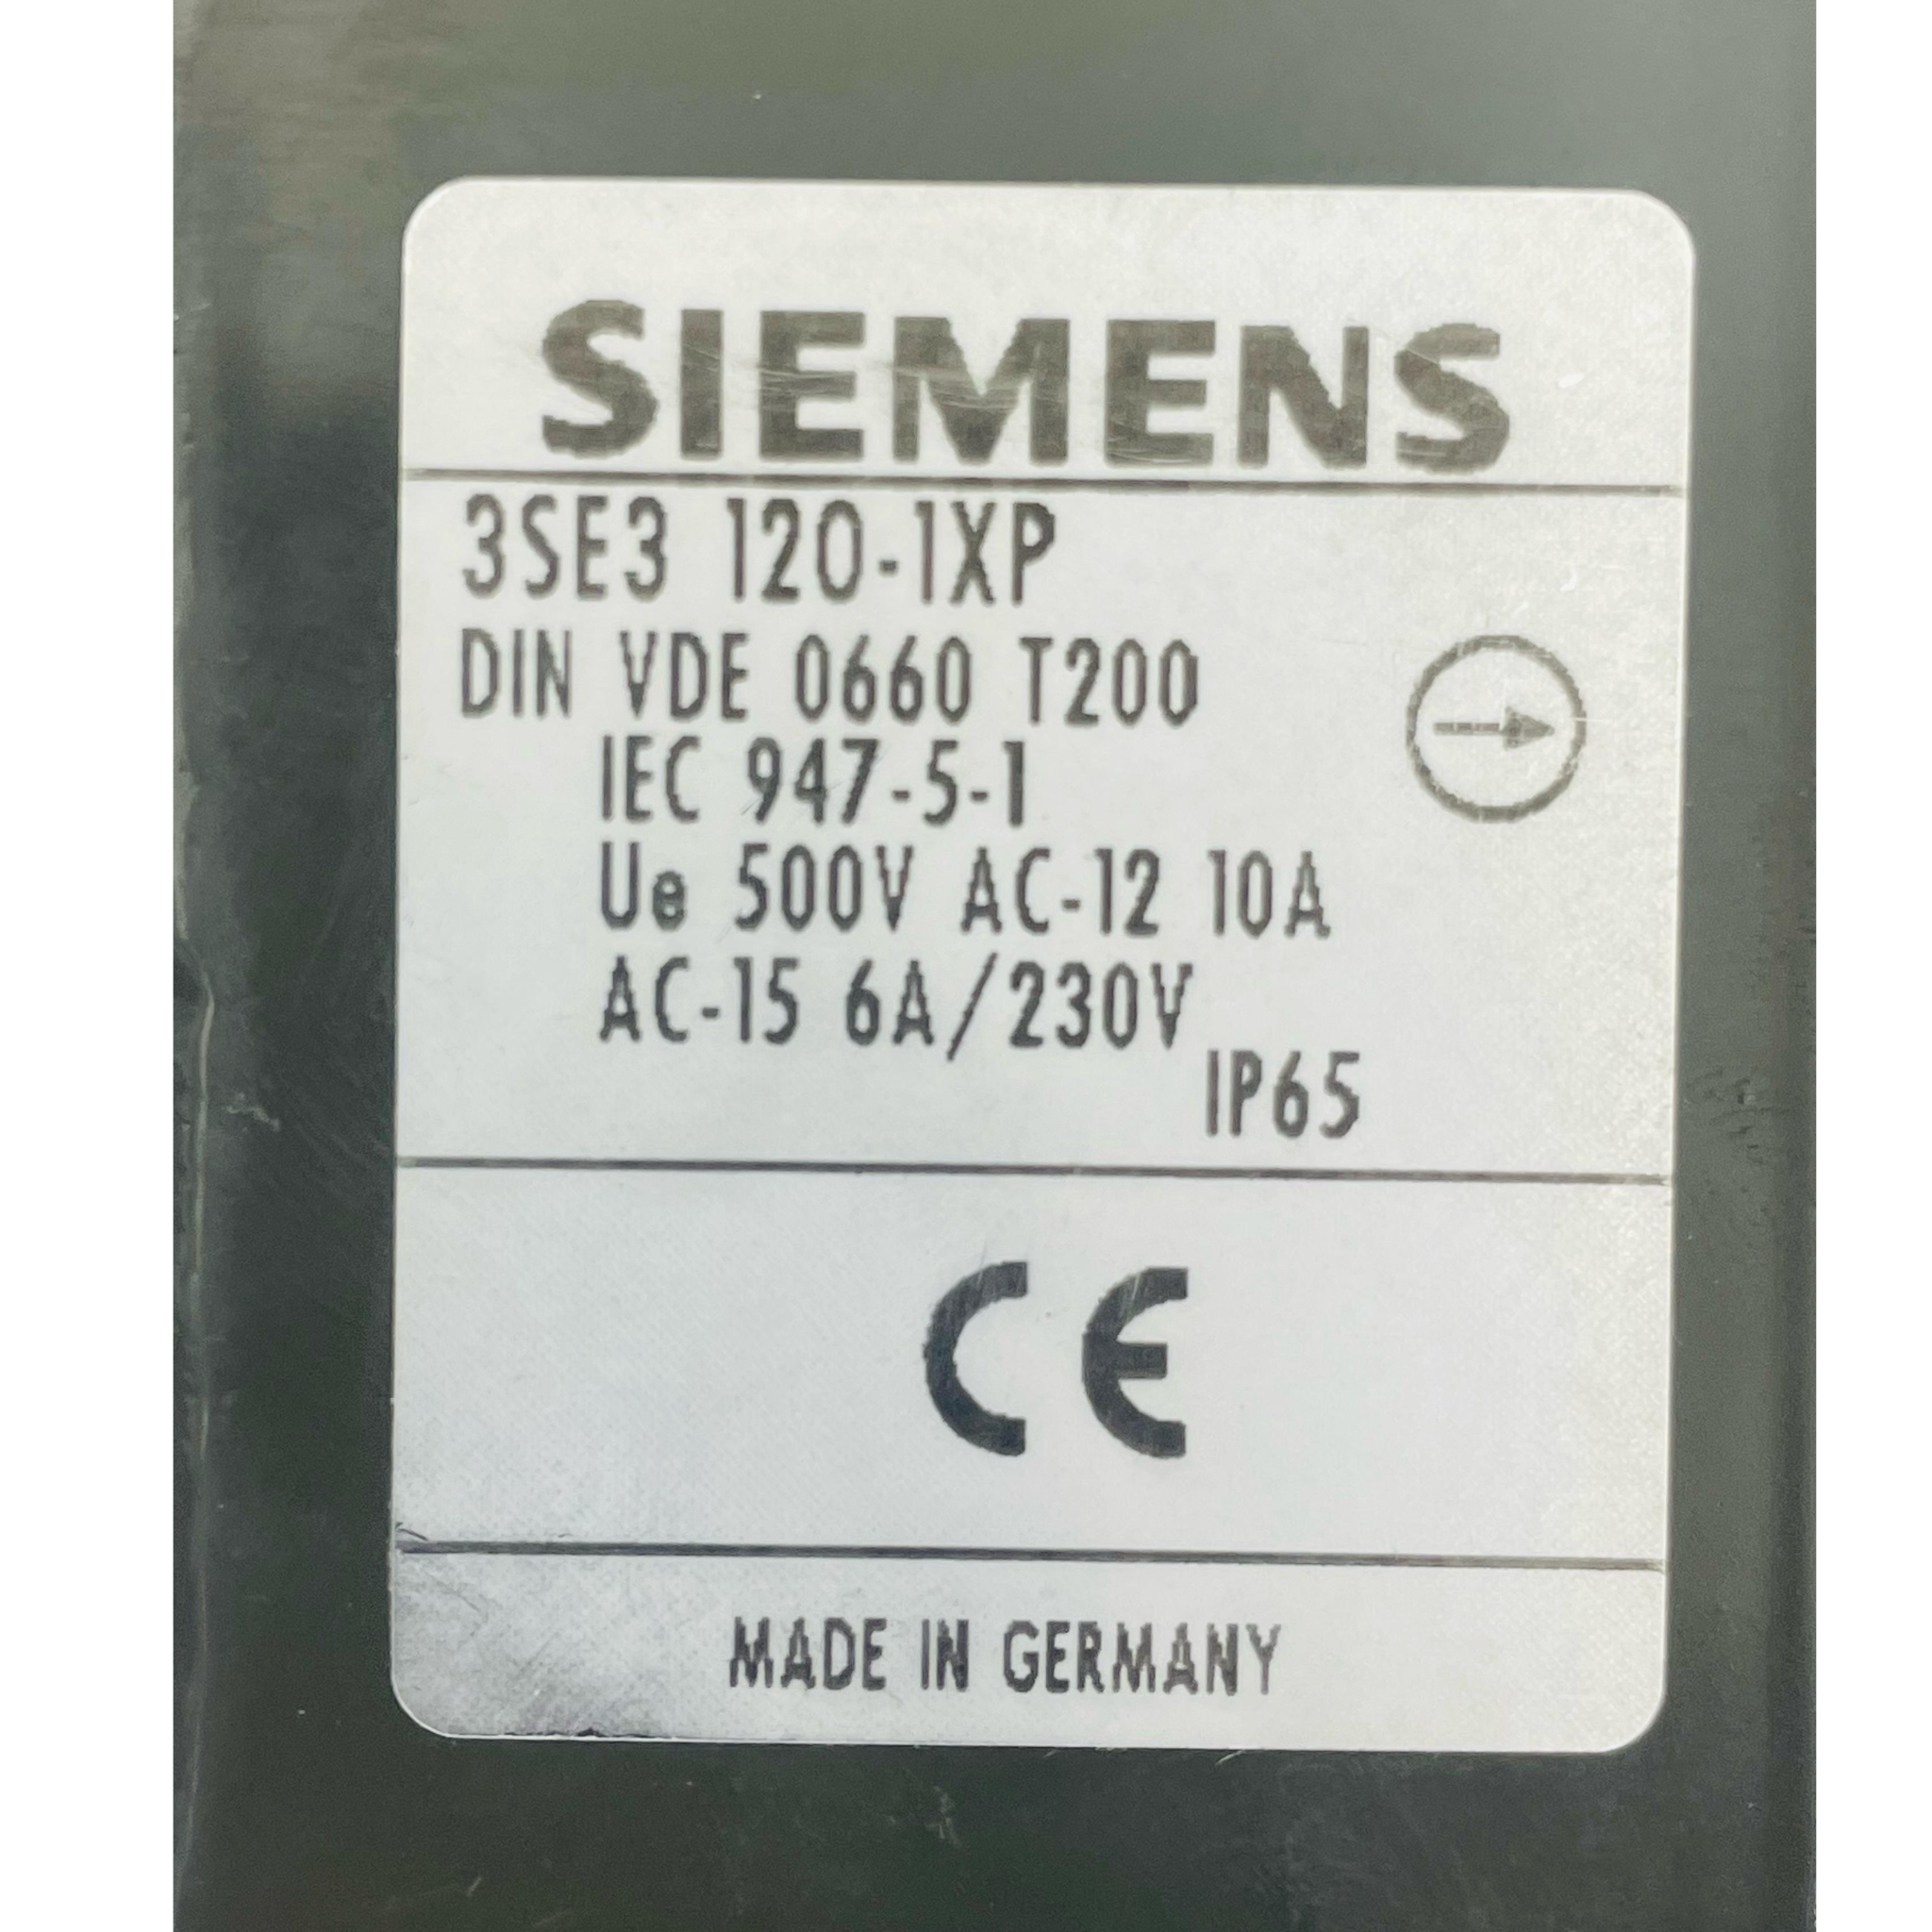 SIEMENS
3SE3 120-1XP
DIN VDE 0660 T200
IEC 947-5-1
Ue 500V AC-12 10A
AC-15 6A/230V
IP65
CE
MADE IN GERMANY